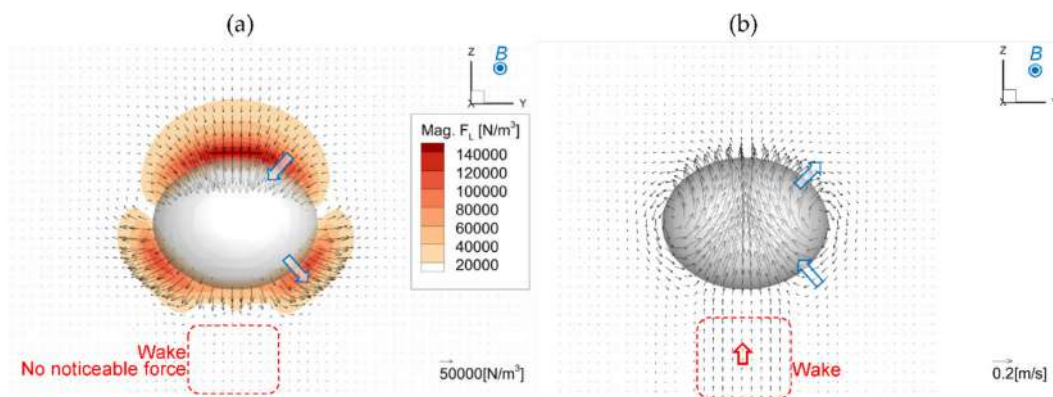 (a)
(b)
Z
B
X
Y
Mag. F_L [N/m³]
140000
120000
100000
80000
60000
40000
20000
Wake
No noticeable force
50000[N/m³]
Z
B
X
Y
Wake
0.2[m/s]